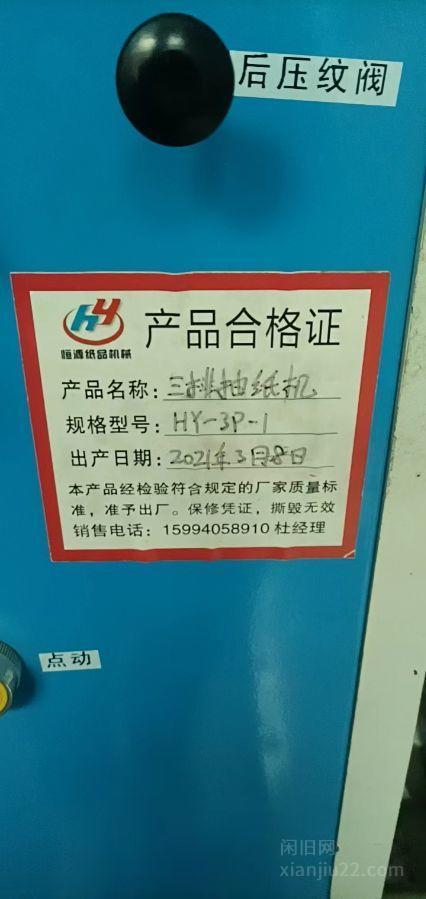 后压纹阀
HY
恒源纸品机械
产品合格证
产品名称: 三排抽纸机
规格型号: HY-3P-1
出产日期: 2021年3月8日
本产品经检验符合规定的厂家质量标
准，准予出厂。保修凭证，撕毁无效
销售电话: 15994058910 杜经理
点动
闲旧网
xianjiu22.com